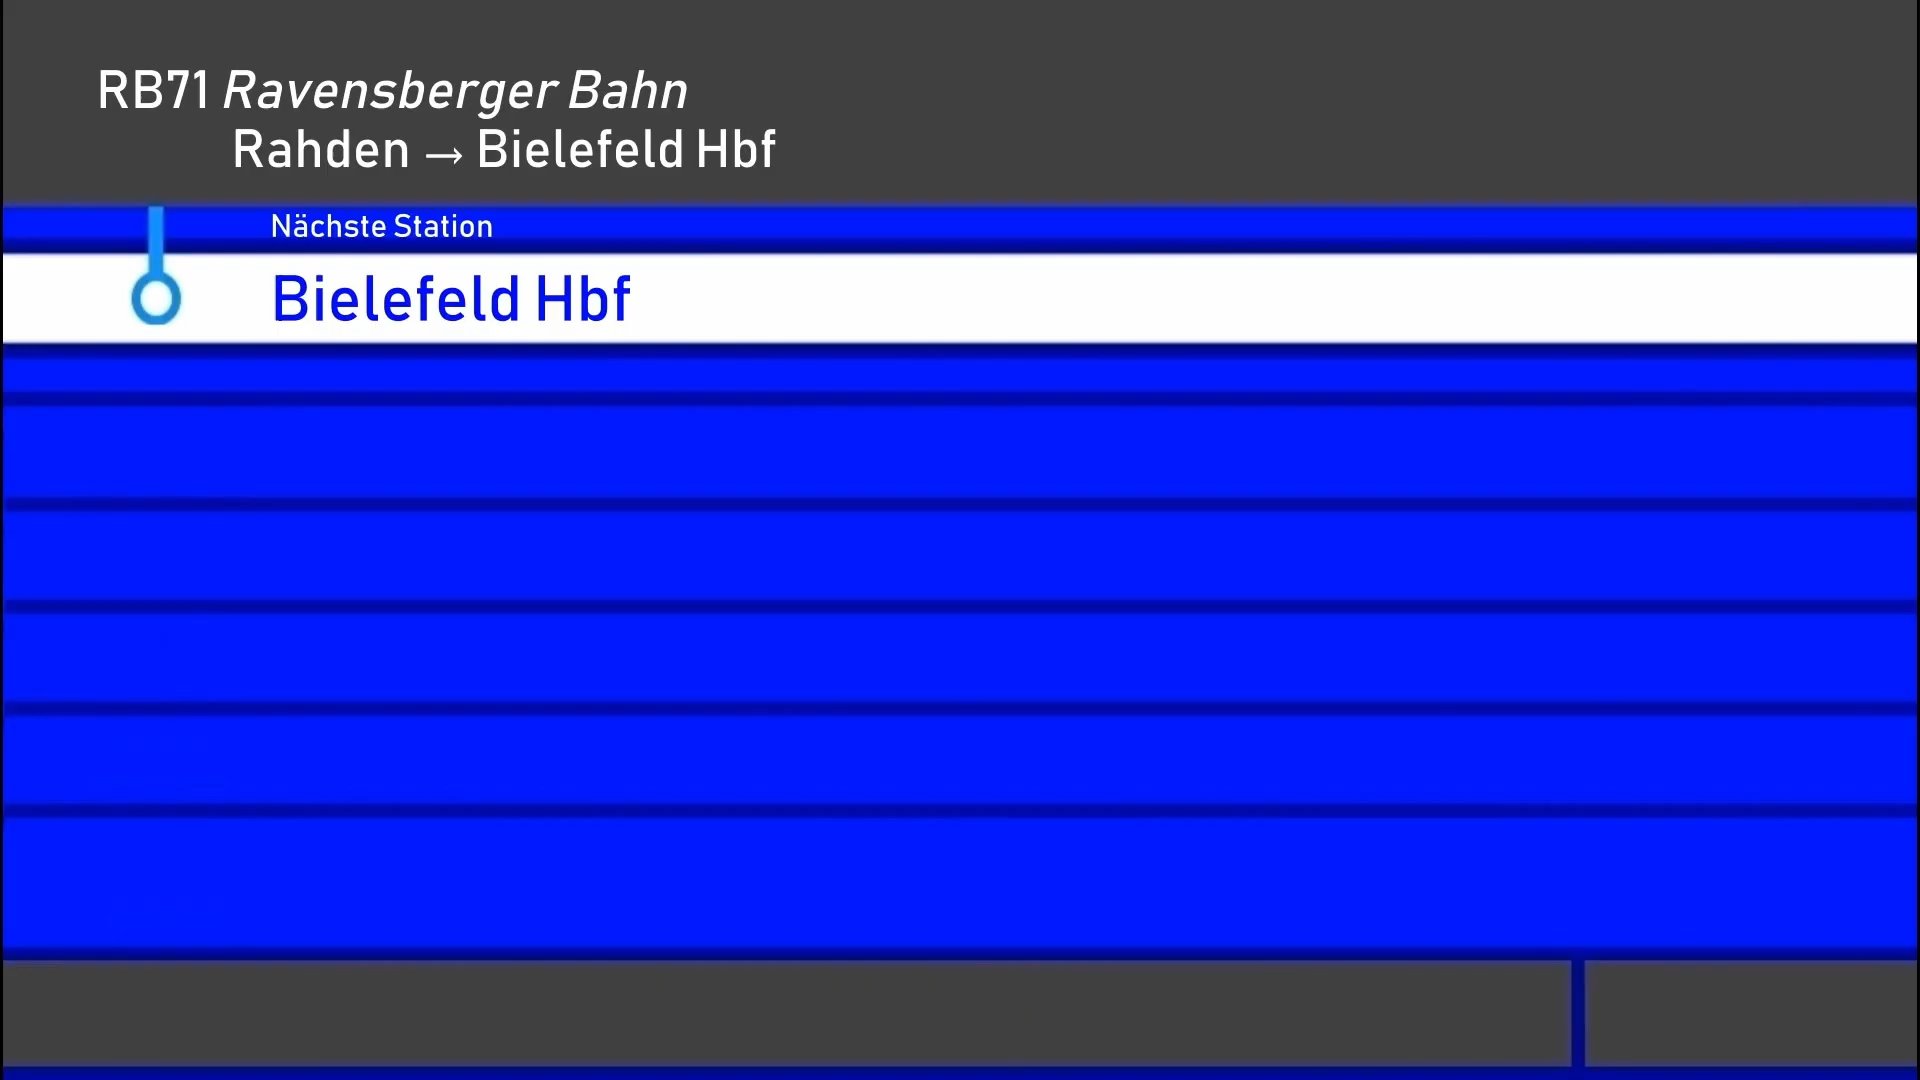 RB71 Ravensberger Bahn
Rahden → Bielefeld Hbf
Nächste Station
Bielefeld Hbf